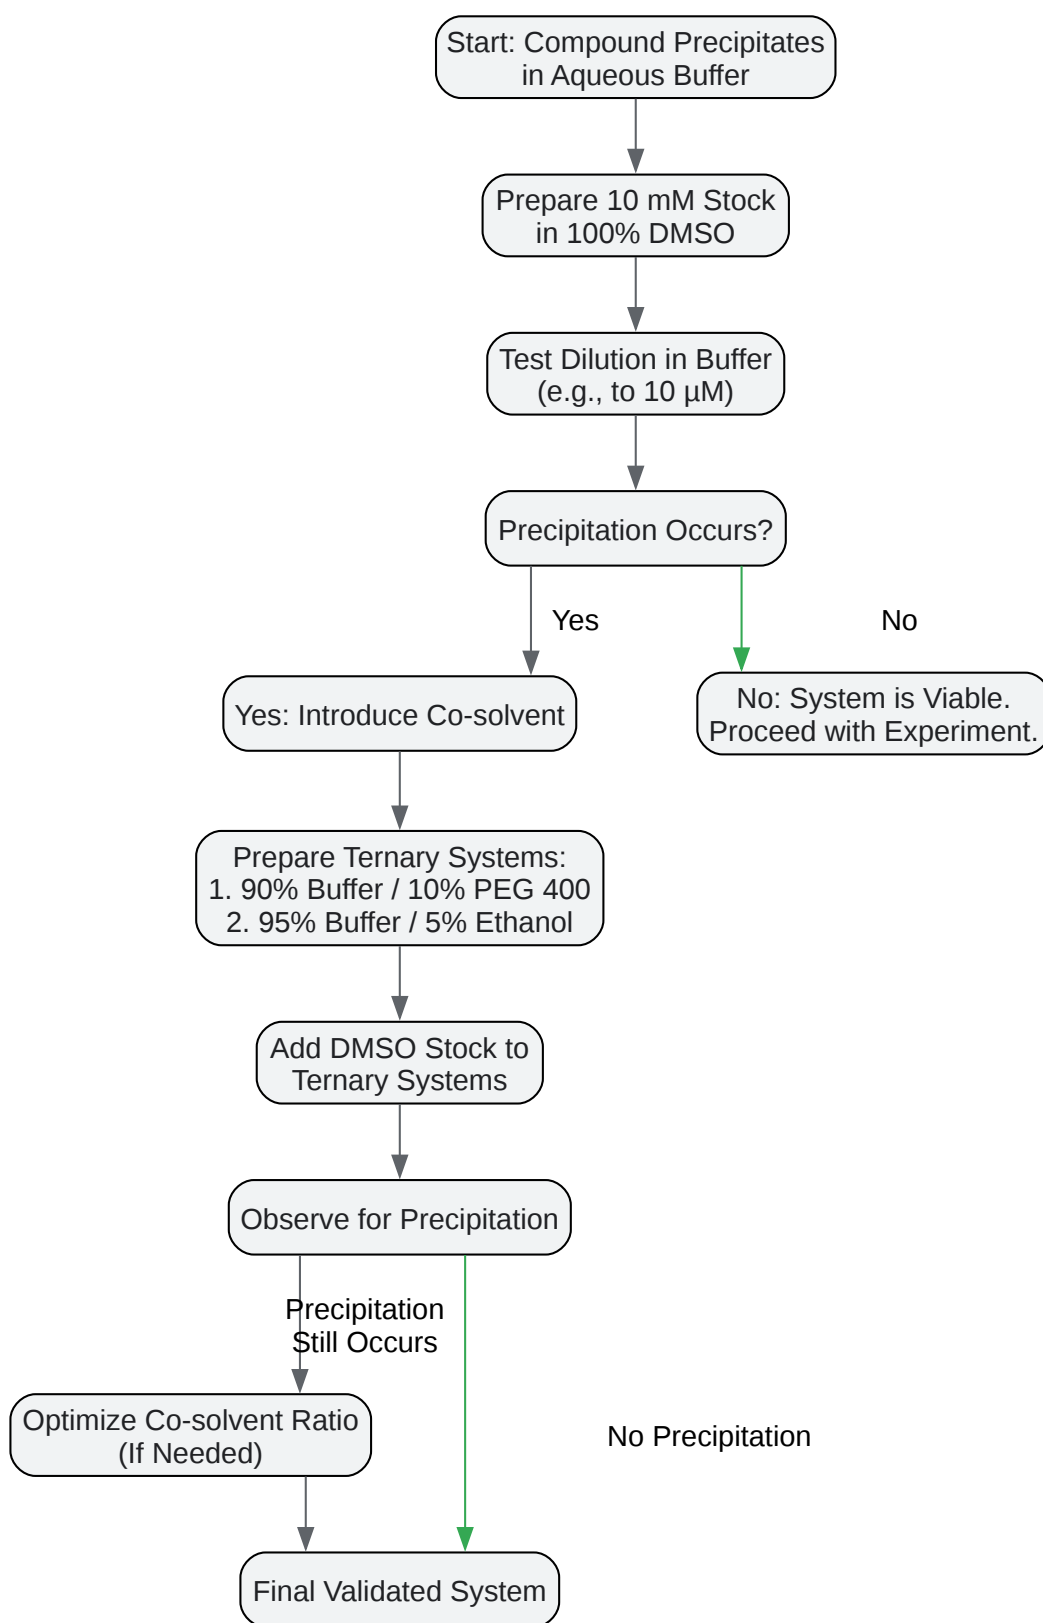 Start: Compound Precipitates
in Aqueous Buffer
Prepare 10 mM Stock
in 100% DMSO
Test Dilution in Buffer
(e.g., to 10 µM)
Precipitation Occurs?
Yes
No
Yes: Introduce Co-solvent
No: System is Viable.
Proceed with Experiment.
Prepare Ternary Systems:
1. 90% Buffer / 10% PEG 400
2. 95% Buffer / 5% Ethanol
Add DMSO Stock to
Ternary Systems
Observe for Precipitation
Precipitation
Still Occurs
Optimize Co-solvent Ratio
(If Needed)
No Precipitation
Final Validated System